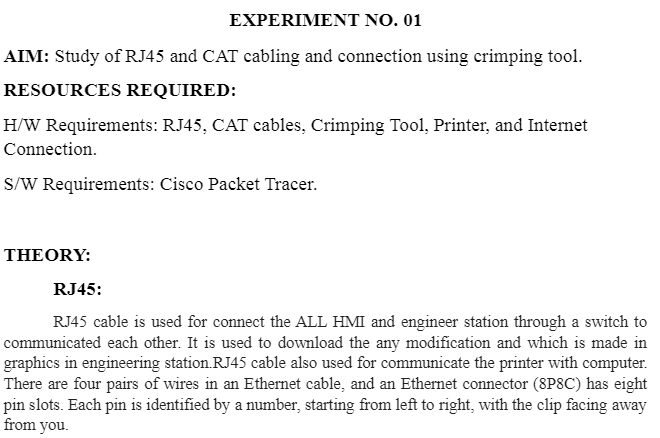 EXPERIMENT NO. 01
AIM: Study of RJ45 and CAT cabling and connection using crimping tool.
RESOURCES REQUIRED:
H/W Requirements: RJ45, CAT cables, Crimping Tool, Printer, and Internet
Connection.
S/W Requirements: Cisco Packet Tracer.
THEORY:
RJ45:
RJ45 cable is used for connect the ALL HMI and engineer station through a switch to
communicated each other. It is used to download the any modification and which is made in
graphics in engineering station.RJ45 cable also used for communicate the printer with computer.
There are four pairs of wires in an Ethernet cable, and an Ethernet connector (8P8C) has eight
pin slots. Each pin is identified by a number, starting from left to right, with the clip facing away
from you.